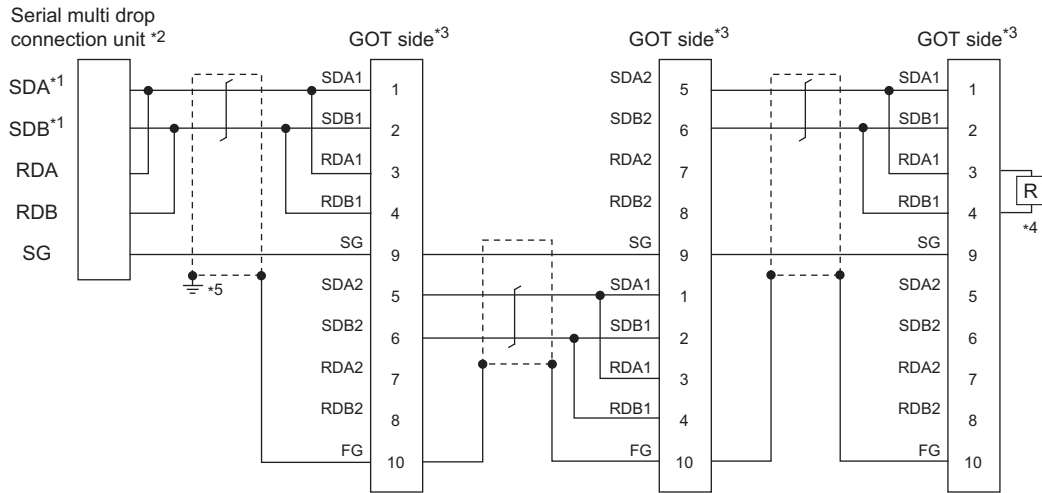 Serial multi drop
connection unit *2
SDA*1
SDB*1
RDA
RDB
SG
*5
GOT side*3
SDA1 1
SDB1 2
RDA1 3
RDB1 4
SG 9
SDA2 5
SDB2 6
RDA2 7
RDB2 8
FG 10
GOT side*3
SDA2 5
SDB2 6
RDA2 7
RDB2 8
SG 9
SDA1 1
SDB1 2
RDA1 3
RDB1 4
FG 10
GOT side*3
SDA1 1
SDB1 2
RDA1 3
RDB1 4
SG 9
SDA2 5
SDB2 6
RDA2 7
RDB2 8
FG 10
R
*4